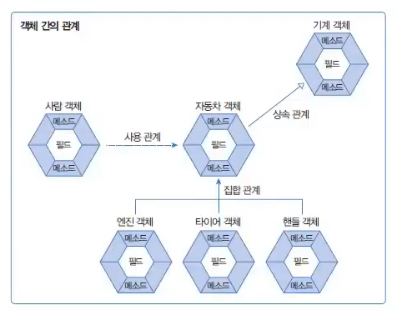 객체 간의 관계
기계 객체
메소드
필드
메소드
사람 객체
메소드
필드
메소드
사용 관계
자동차 객체
메소드
필드
메소드
상속 관계
집합 관계
엔진 객체
메소드
필드
메소드
타이어 객체
메소드
필드
메소드
핸들 객체
메소드
필드
메소드